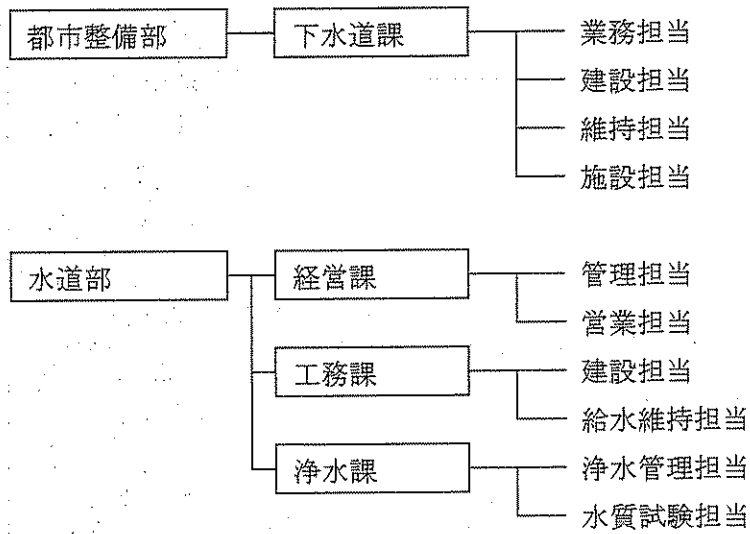 都市整備部 下水道課 業務担当
建設担当
維持担当
施設担当
水道部 経営課 管理担当
営業担当
工務課 建設担当
給水維持担当
浄水課 浄水管理担当
水質試験担当